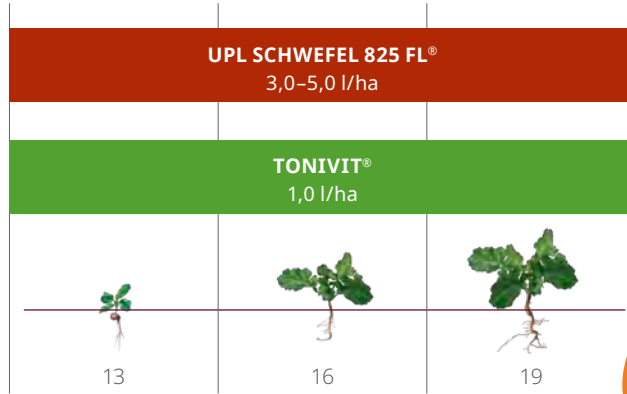 UPL SCHWEFEL 825 FL®
3,0–5,0 l/ha
TONIVIT®
1,0 l/ha
13 16 19